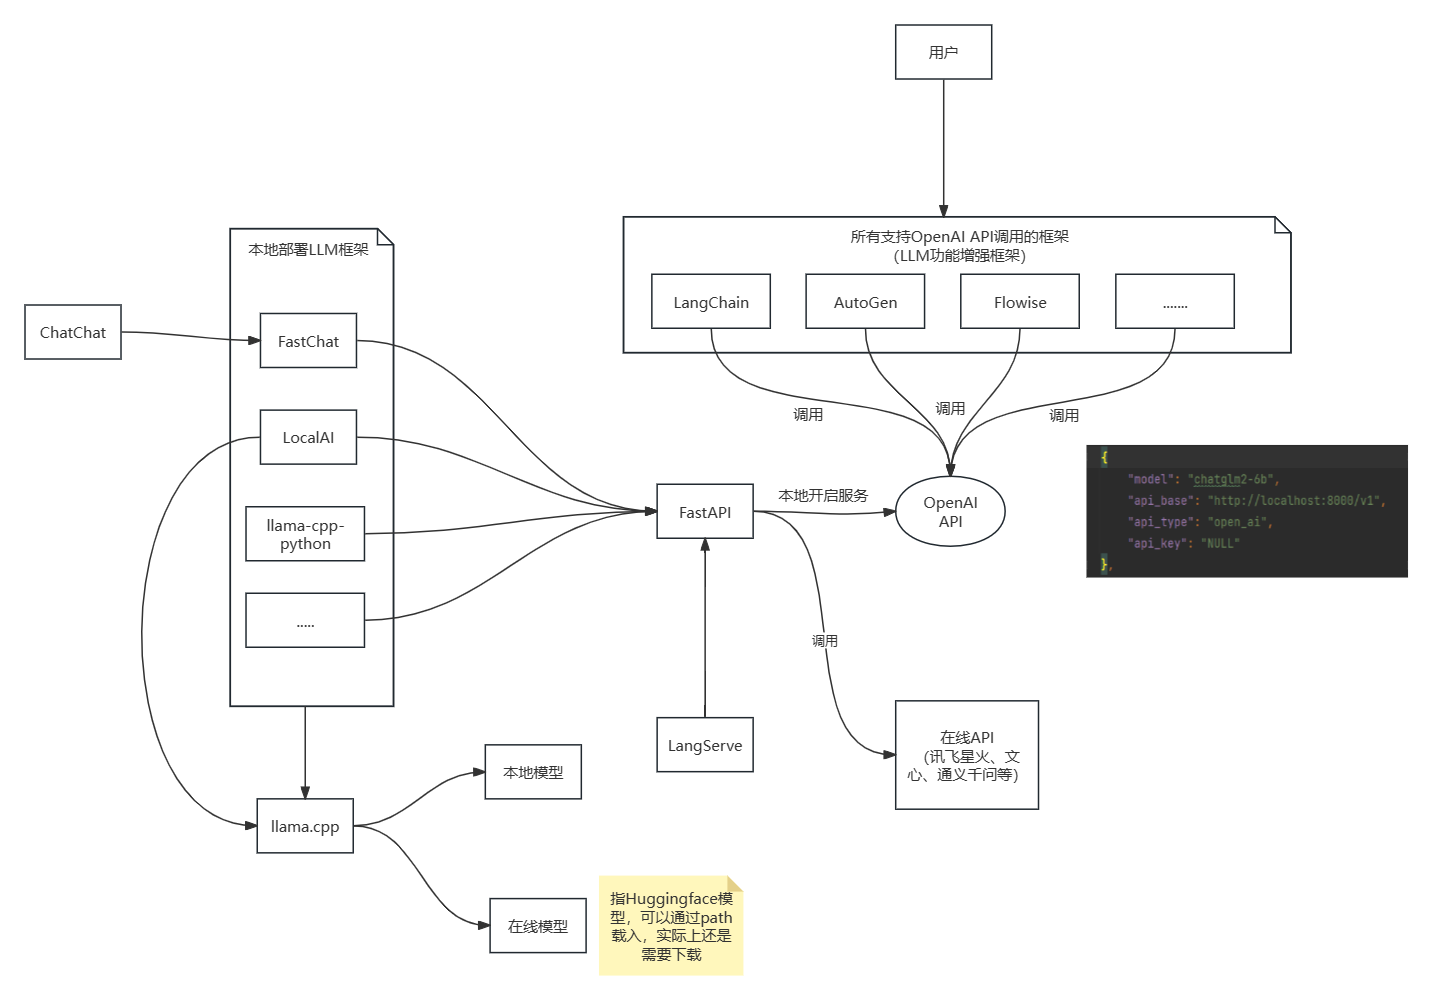 用户
所有支持OpenAI API调用的框架
（LLM功能增强框架）
LangChain
AutoGen
Flowise
.......
本地部署LLM框架
ChatChat
FastChat
LocalAI
llama-cpp-
python
.....
调用
调用
调用
FastAPI
本地开启服务
OpenAI
API
{
"model": "chatglm2-6b",
"api_base": "http://localhost:8000/v1",
"api_type": "open_ai",
"api_key": "NULL"
},
调用
LangServe
在线API
（讯飞星火、文
心、通义千问等）
本地模型
llama.cpp
在线模型
指Huggingface模
型，可以通过path
载入，实际上还是
需要下载